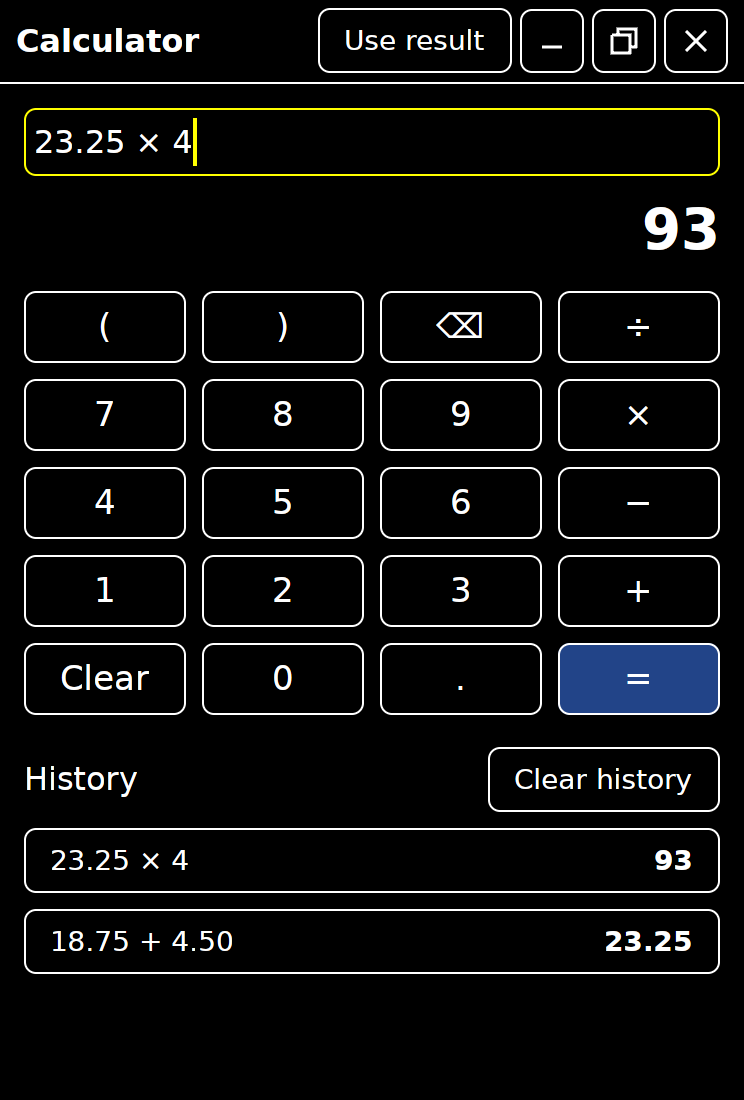 Calculator Use result
23.25 × 4
93
( ) ⌫ ÷
7 8 9 ×
4 5 6 −
1 2 3 +
Clear 0 . =
History Clear history
23.25 × 4 93
18.75 + 4.50 23.25